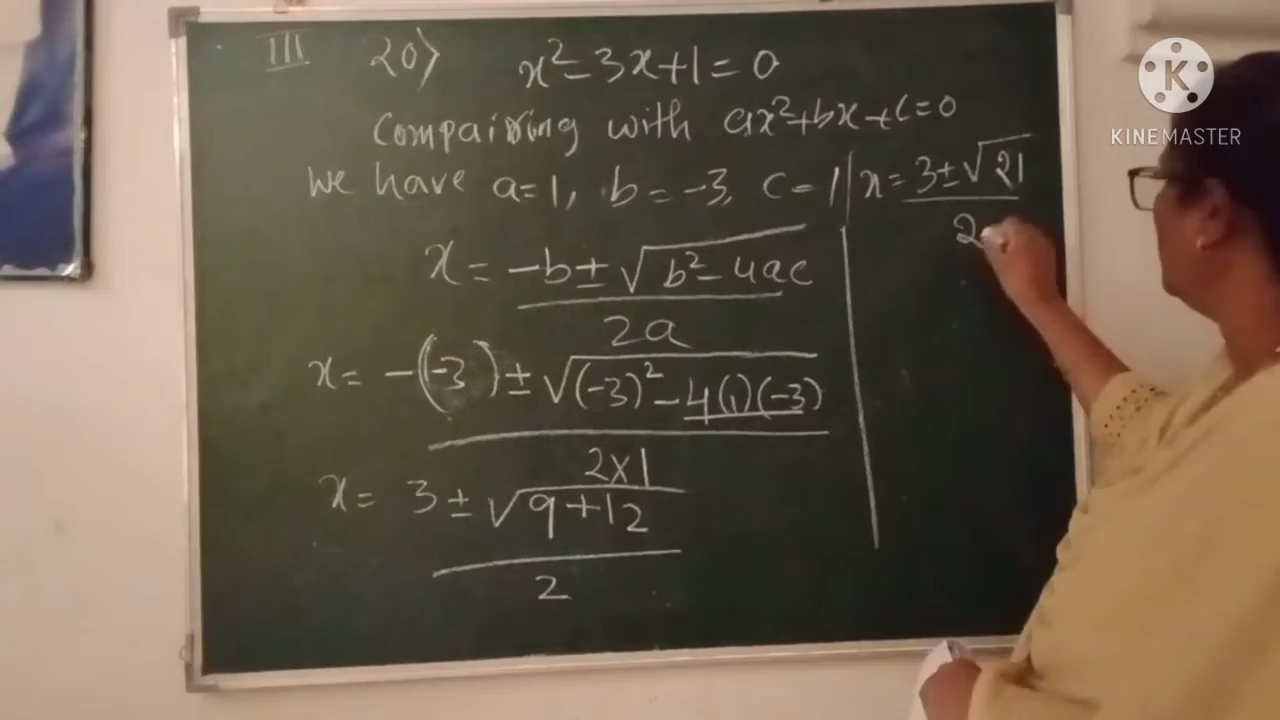 III 20) x²-3x+1=0
Compairing with ax²+bx+c=0
We have a=1, b=-3, c=1
x = -b±√b²-4ac
2a
x = -(-3)±√(-3)²-4(1)(-3)
2x1
x = 3±√9+12
2
x = 3±√21
2
K
KINEMASTER